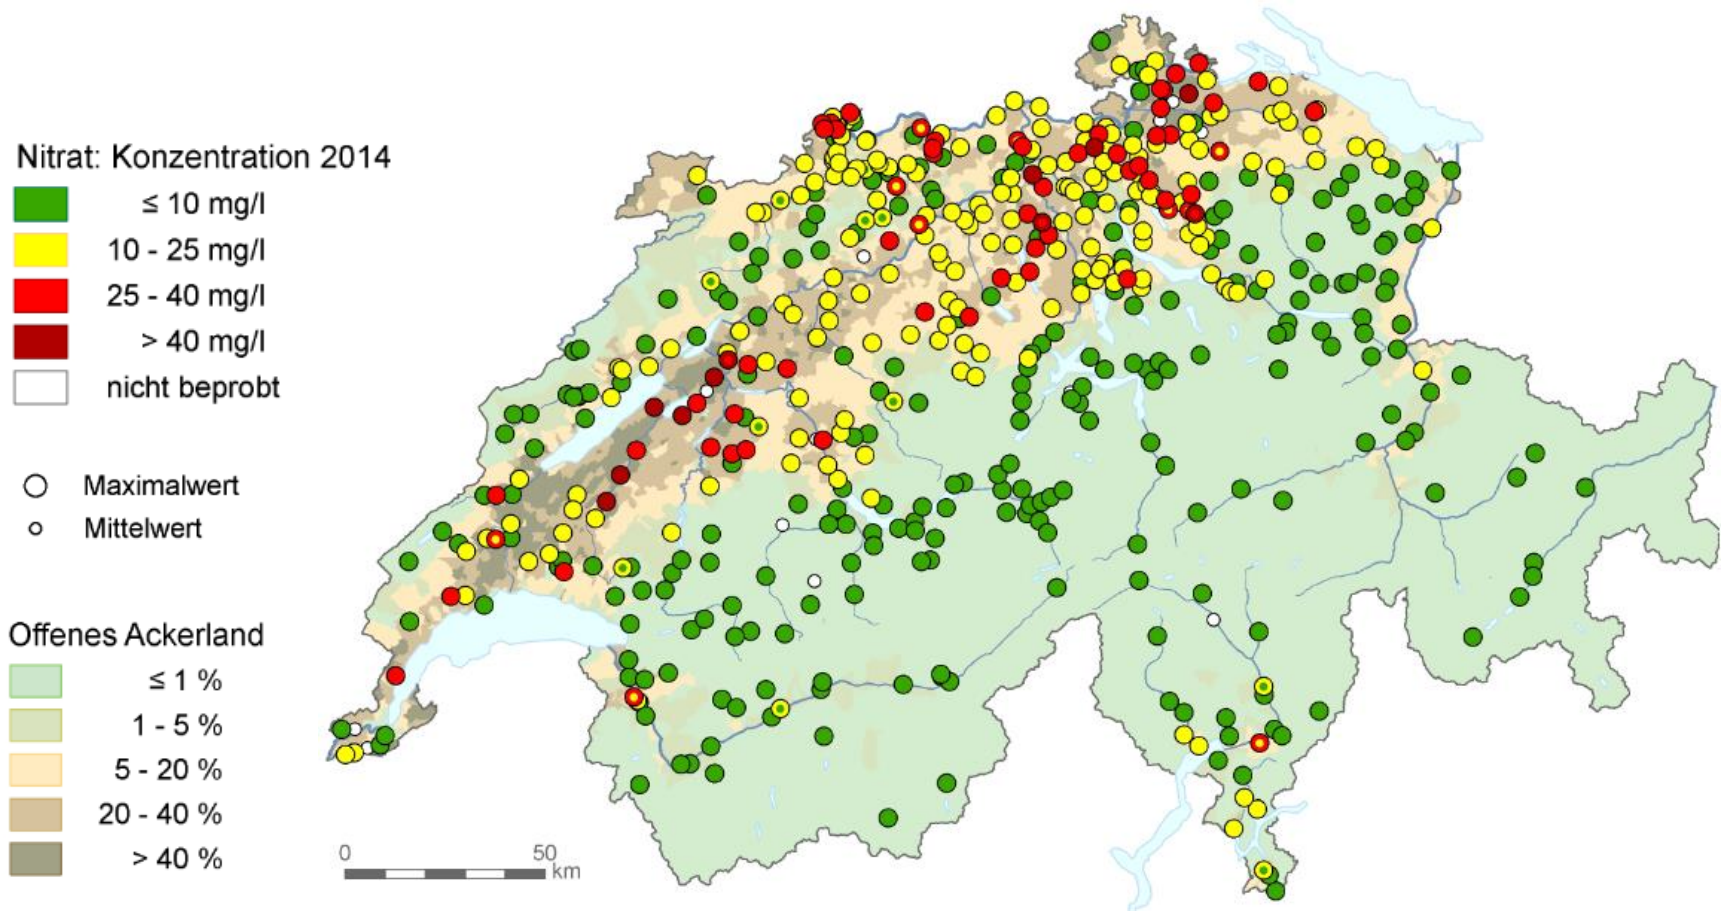 Nitrat: Konzentration 2014
≤ 10 mg/l
10 - 25 mg/l
25 - 40 mg/l
> 40 mg/l
nicht beprobt
Maximalwert
Mittelwert
Offenes Ackerland
≤ 1 %
1 - 5 %
5 - 20 %
20 - 40 %
> 40 %
0 50
km